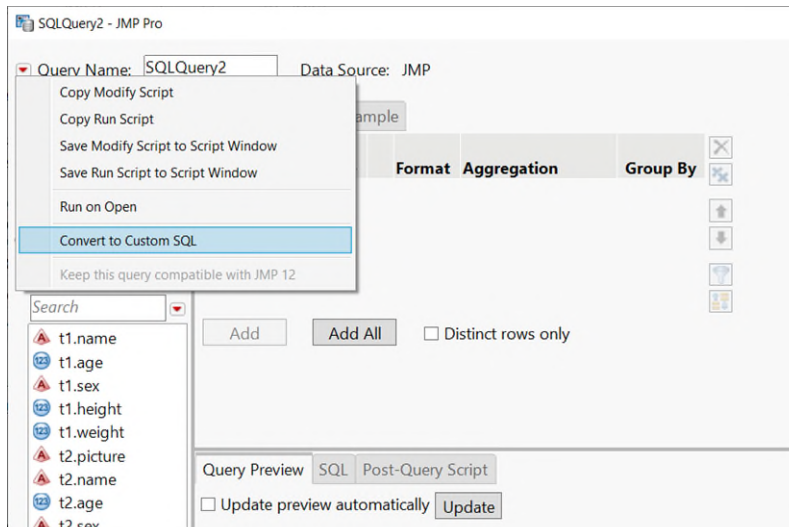 SQLQuery2 - JMP Pro
Query Name: SQLQuery2 Data Source: JMP
Copy Modify Script
Copy Run Script
Save Modify Script to Script Window
Save Run Script to Script Window
Run on Open
Convert to Custom SQL
Keep this query compatible with JMP 12
ample
Format Aggregation Group By
Search
t1.name
t1.age
t1.sex
t1.height
t1.weight
t2.picture
t2.name
t2.age
t2.sex
Add Add All Distinct rows only
Query Preview SQL Post-Query Script
Update preview automatically Update